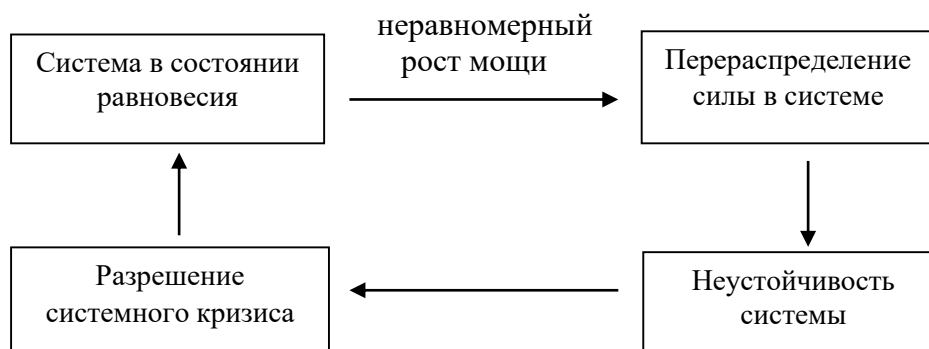 Система в состоянии
равновесия
неравномерный
рост мощи
Перераспределение
силы в системе
Разрешение
системного кризиса
Неустойчивость
системы